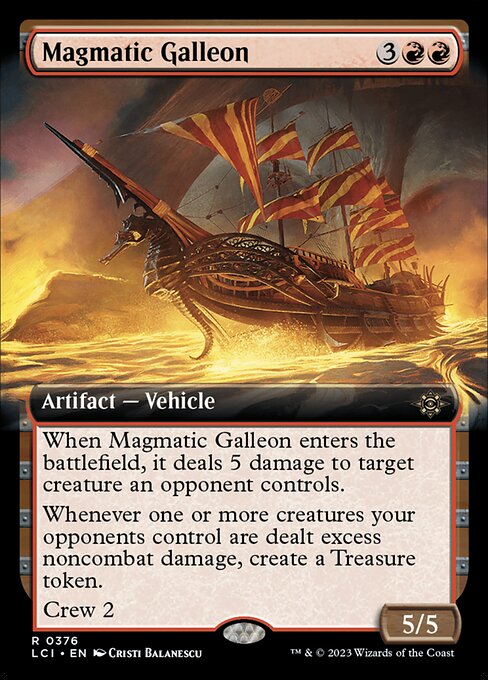 Magmatic Galleon 3
Artifact — Vehicle
When Magmatic Galleon enters the
battlefield, it deals 5 damage to target
creature an opponent controls.
Whenever one or more creatures your
opponents control are dealt excess
noncombat damage, create a Treasure
token.
Crew 2
5/5
R 0376
LCI • EN Cristi Balanescu
™ & © 2023 Wizards of the Coast